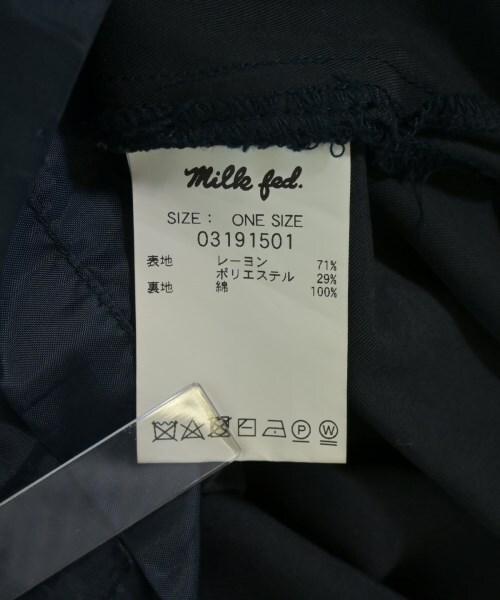 Milk fed.
SIZE: ONE SIZE
03191501
表地 レーヨン 71%
ポリエステル 29%
裏地 綿 100%
P W